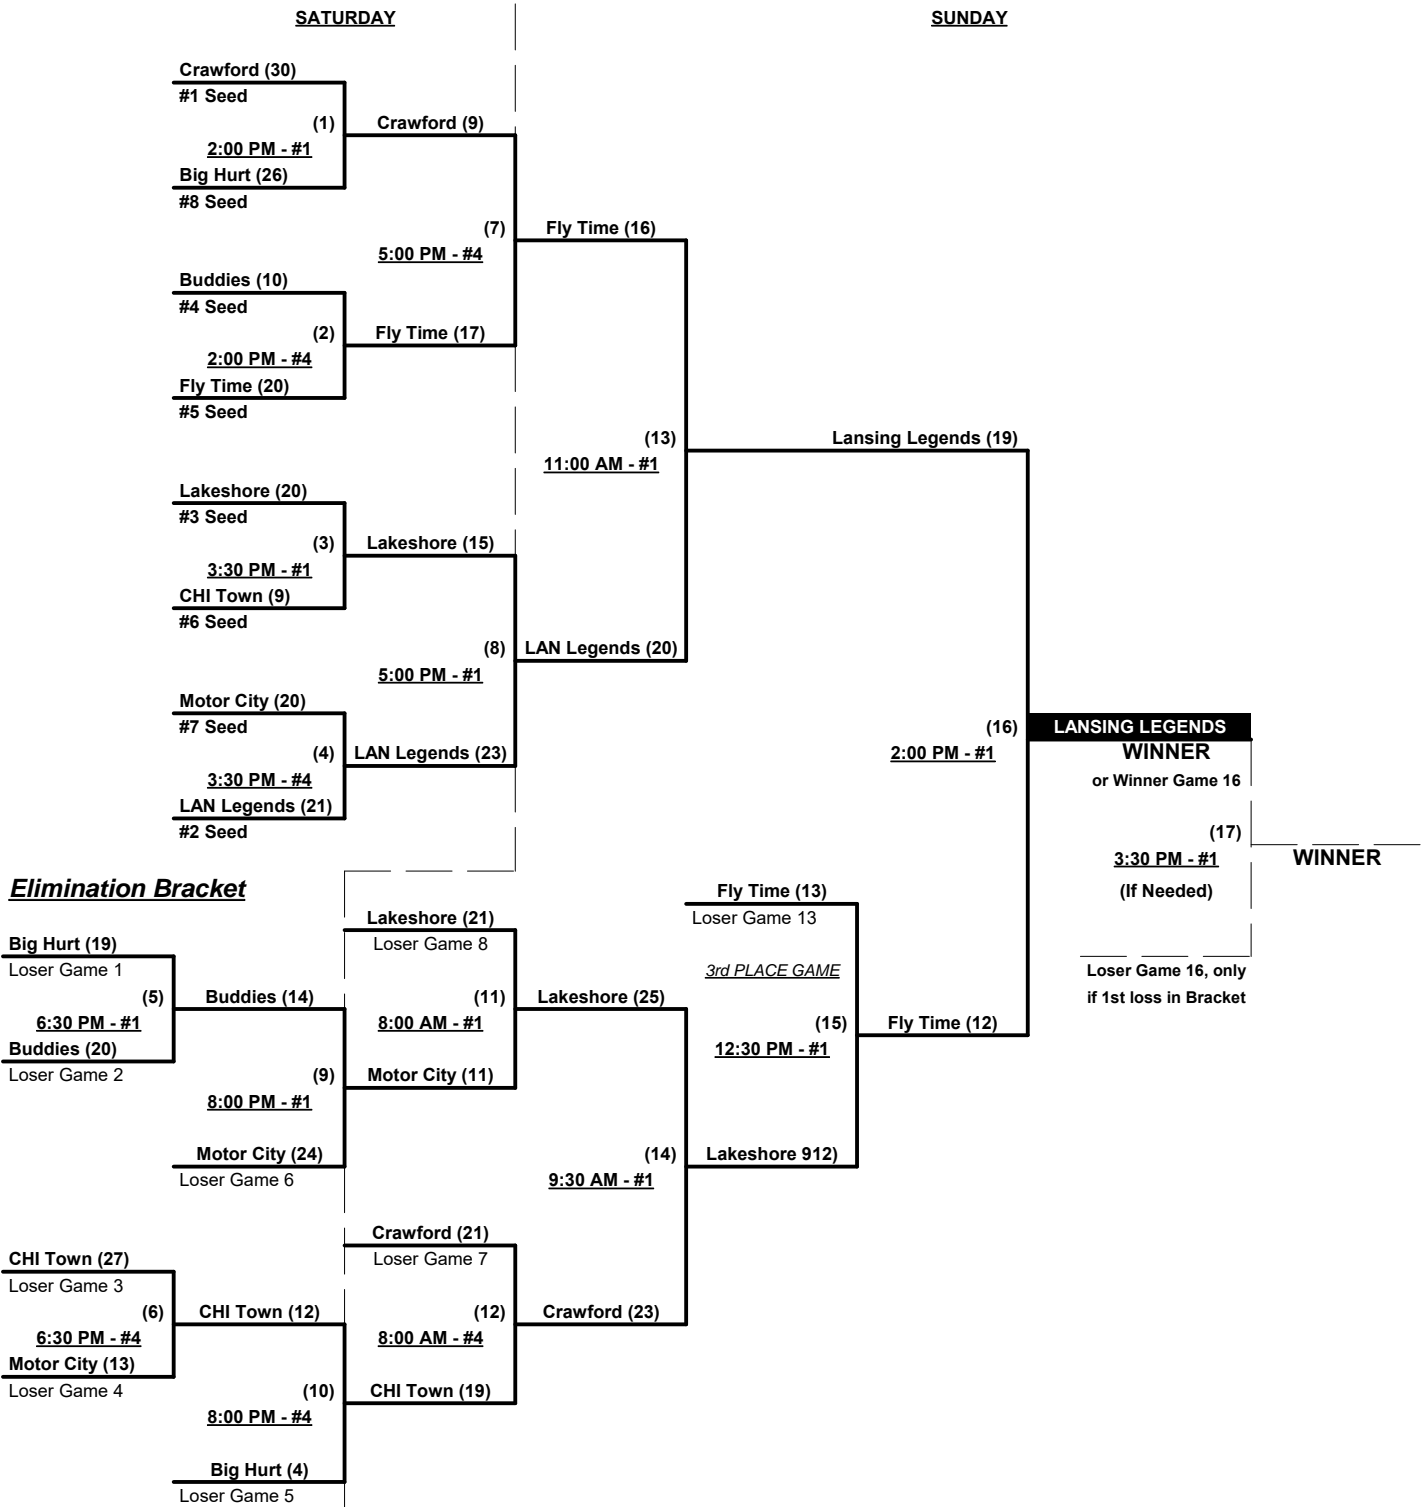 SATURDAY
SUNDAY
Crawford (30)
#1 Seed
(1)
2:00 PM - #1
Big Hurt (26)
#8 Seed
Crawford (9)
(7)
5:00 PM - #4
Fly Time (16)
Buddies (10)
#4 Seed
(2)
2:00 PM - #4
Fly Time (20)
#5 Seed
Fly Time (17)
(13)
11:00 AM - #1
Lansing Legends (19)
Lakeshore (20)
#3 Seed
(3)
3:30 PM - #1
CHI Town (9)
#6 Seed
Lakeshore (15)
(8)
5:00 PM - #1
LAN Legends (20)
Motor City (20)
#7 Seed
(4)
3:30 PM - #4
LAN Legends (21)
#2 Seed
LAN Legends (23)
(16)
2:00 PM - #1
LANSING LEGENDS
WINNER
or Winner Game 16
(17)
3:30 PM - #1
(If Needed)
WINNER
Loser Game 16, only
if 1st loss in Bracket
Elimination Bracket
Big Hurt (19)
Loser Game 1
(5)
6:30 PM - #1
Buddies (20)
Loser Game 2
Buddies (14)
(9)
8:00 PM - #1
Motor City (24)
Loser Game 6
Lakeshore (21)
Loser Game 8
(11)
8:00 AM - #1
Motor City (11)
Lakeshore (25)
(14)
9:30 AM - #1
Fly Time (13)
Loser Game 13
3rd PLACE GAME
(15)
12:30 PM - #1
Fly Time (12)
Lakeshore 912)
CHI Town (27)
Loser Game 3
(6)
6:30 PM - #4
Motor City (13)
Loser Game 4
CHI Town (12)
(10)
8:00 PM - #4
Big Hurt (4)
Loser Game 5
Crawford (21)
Loser Game 7
(12)
8:00 AM - #4
CHI Town (19)
Crawford (23)